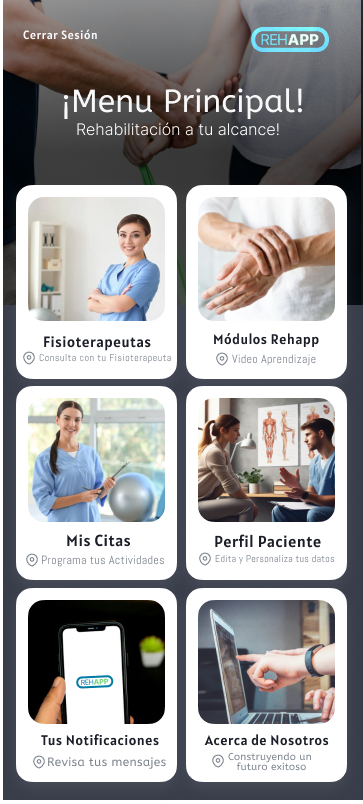 Cerrar Sesión
REHAPP
¡Menu Principal!
Rehabilitación a tu alcance!
Fisioterapeutas
Consulta con tu Fisioterapeuta
Módulos Rehapp
Video Aprendizaje
Mis Citas
Programa tus Actividades
Perfil Paciente
Edita y Personaliza tus datos
REHAPP
Tus Notificaciones
Revisa tus mensajes
Acerca de Nosotros
Construyendo un
futuro exitoso